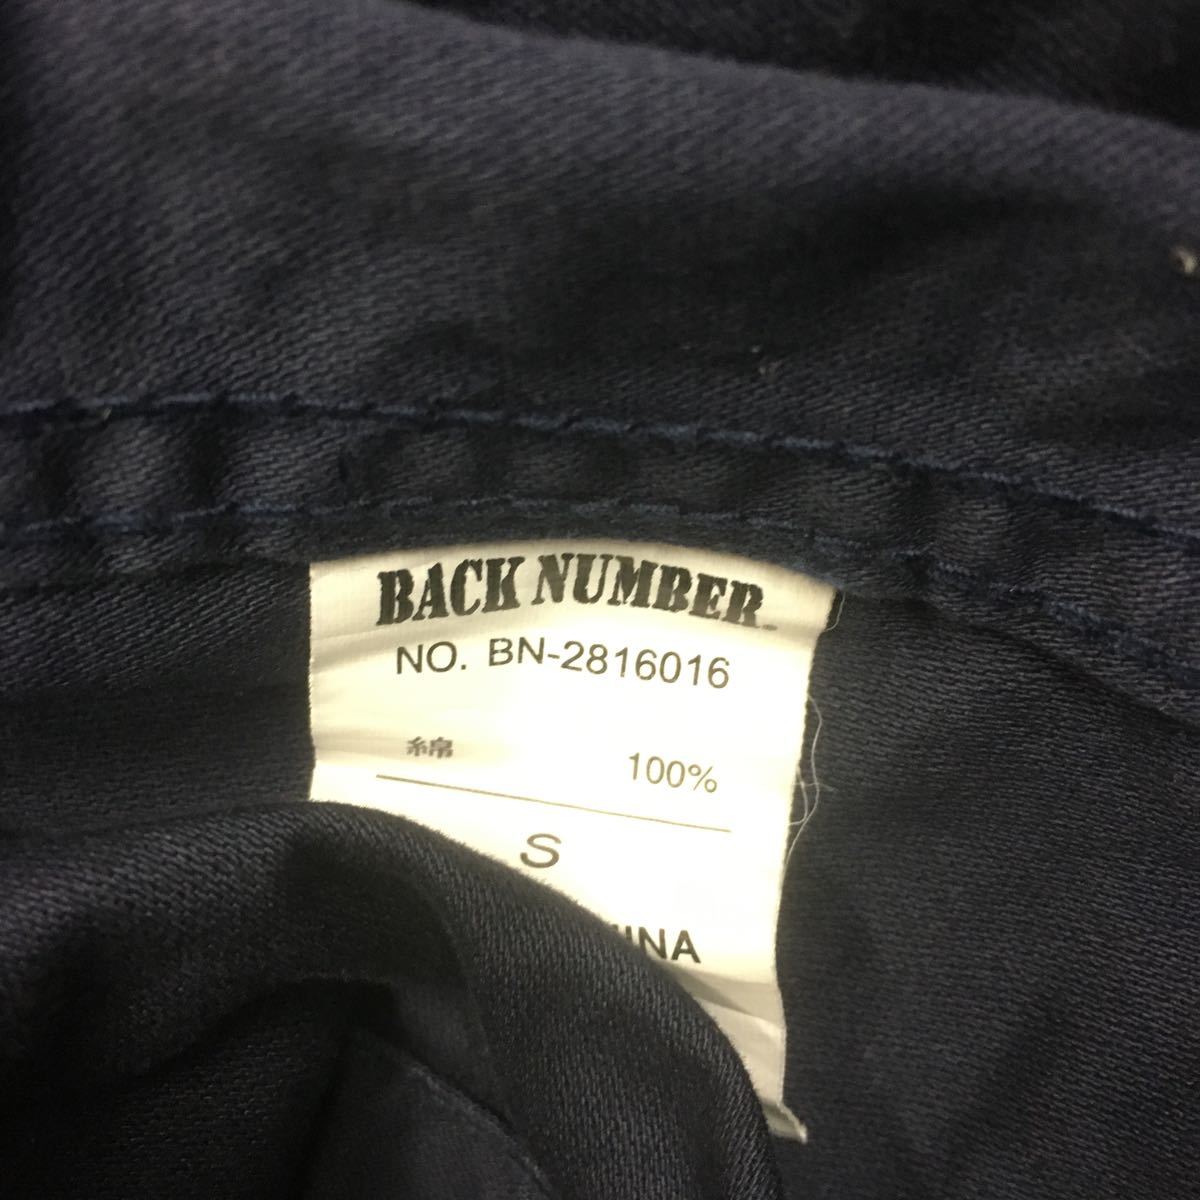 BACK NUMBER
NO. BN-2816016
綿 100%
S